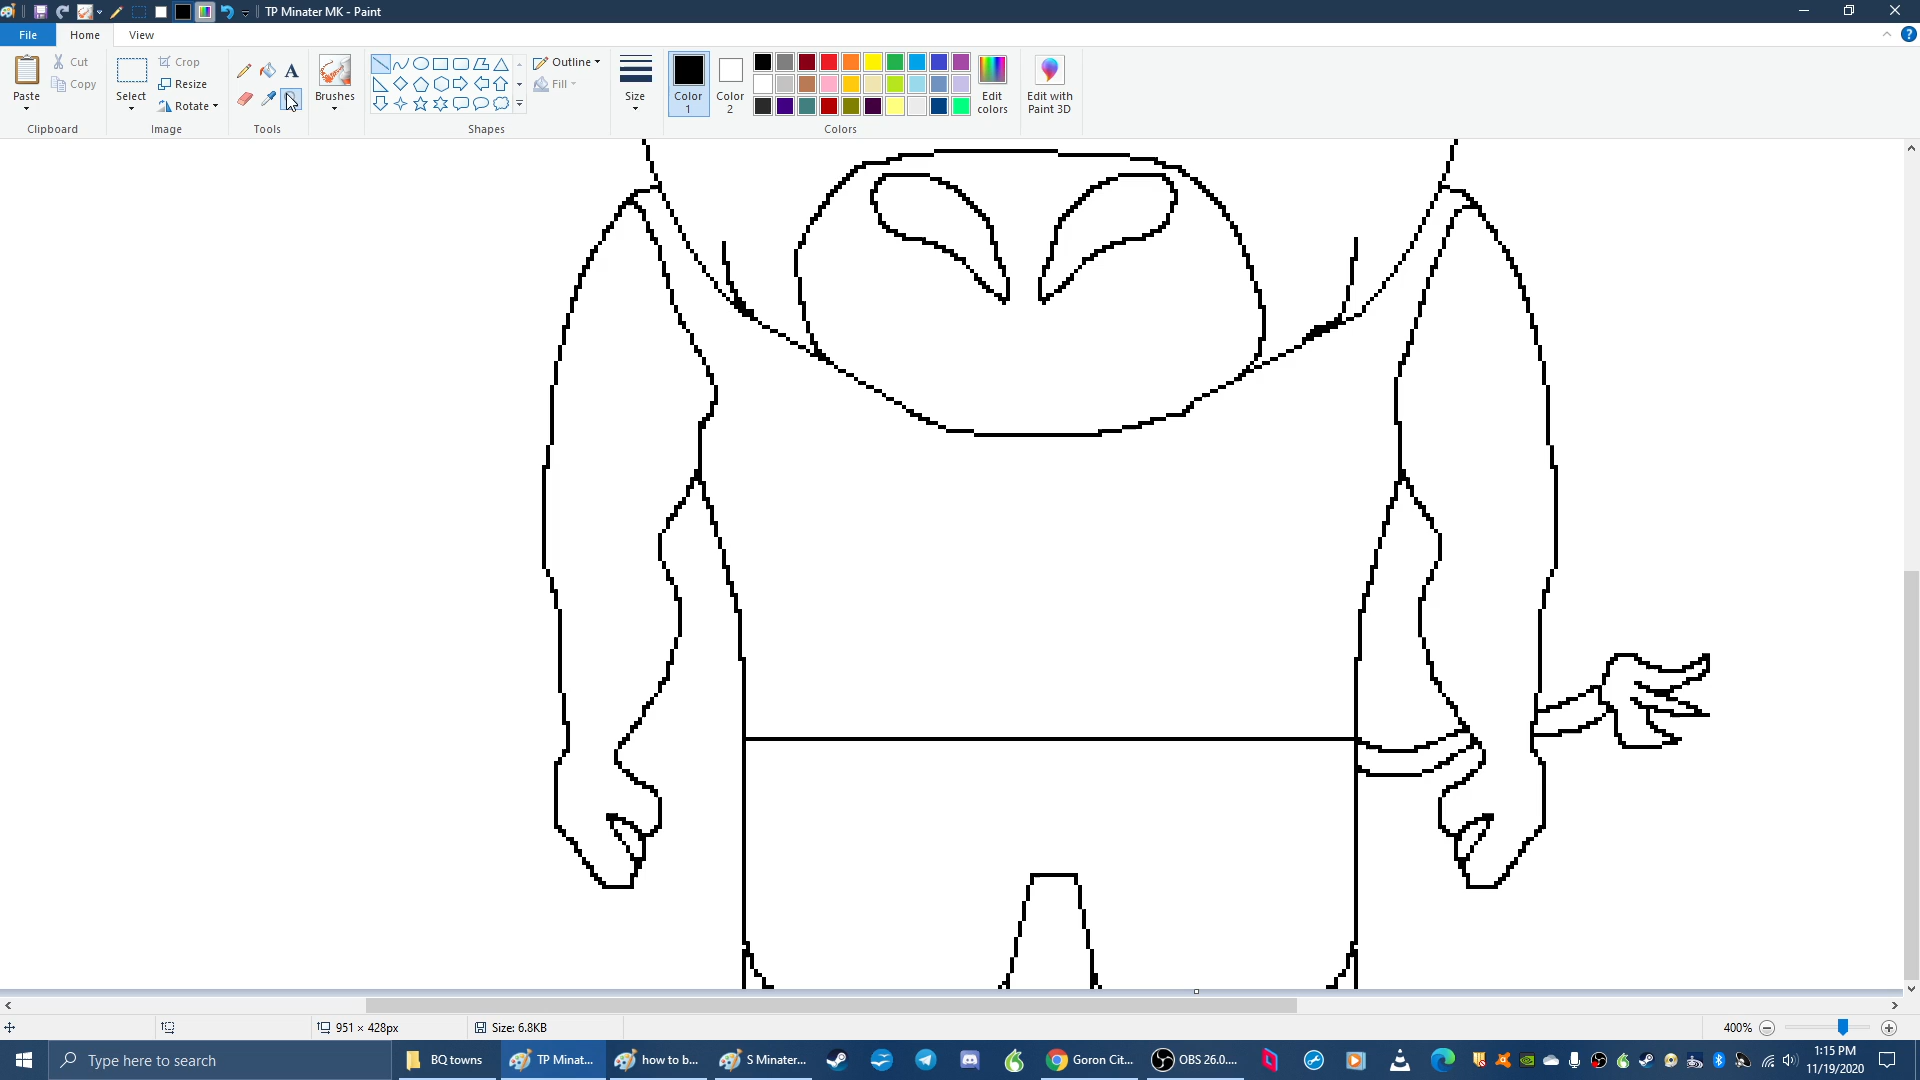 TP Minater MK - Paint
File
Home
View
Paste
Cut
Copy
Clipboard
Select
Crop
Resize
Rotate
Image
A
Tools
Brushes
Outline
Fill
Shapes
Size
Color
1
Color
2
Edit
colors
Colors
Edit with
Paint 3D
951 × 428px
Size: 6.8KB
400%
Type here to search
BQ towns
TP Minat...
how to b...
S Minater...
Goron Cit...
OBS 26.0....
1:15 PM
11/19/2020